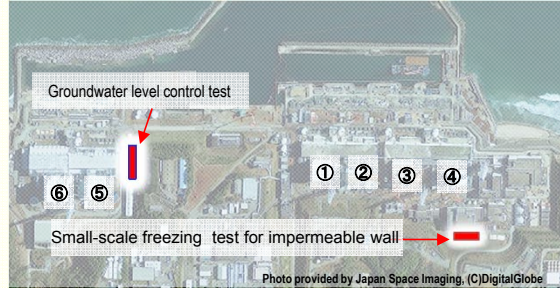 Groundwater level control test
① ② ③ ④
⑥ ⑤
Small-scale freezing test for impermeable wall
Photo provided by Japan Space Imaging, (C)DigitalGlobe